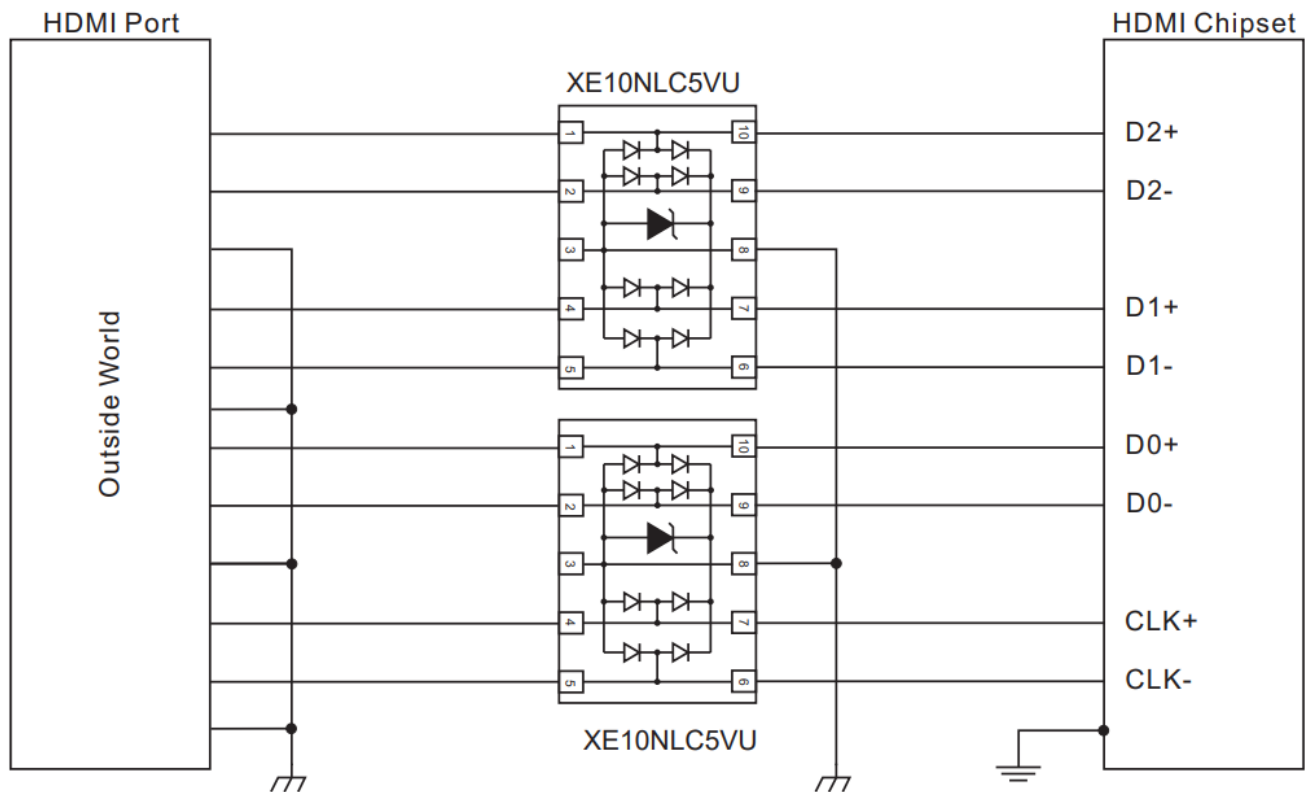 HDMI Port
HDMI Chipset
XE10NLC5VU
1
10
D2+
2
9
D2-
3
8
4
7
D1+
5
6
D1-
Outside World
1
10
D0+
2
9
D0-
3
8
4
7
CLK+
5
6
CLK-
XE10NLC5VU